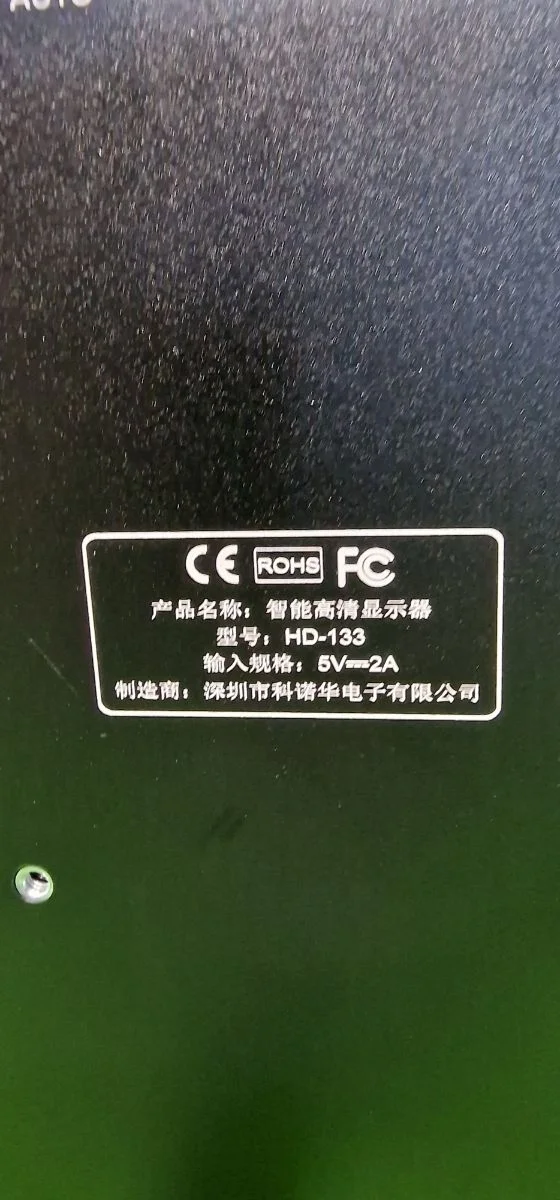 AUTO
CE ROHS FC
产品名称：智能高清显示器
型号：HD-133
输入规格：5V⎓2A
制造商：深圳市科诺华电子有限公司